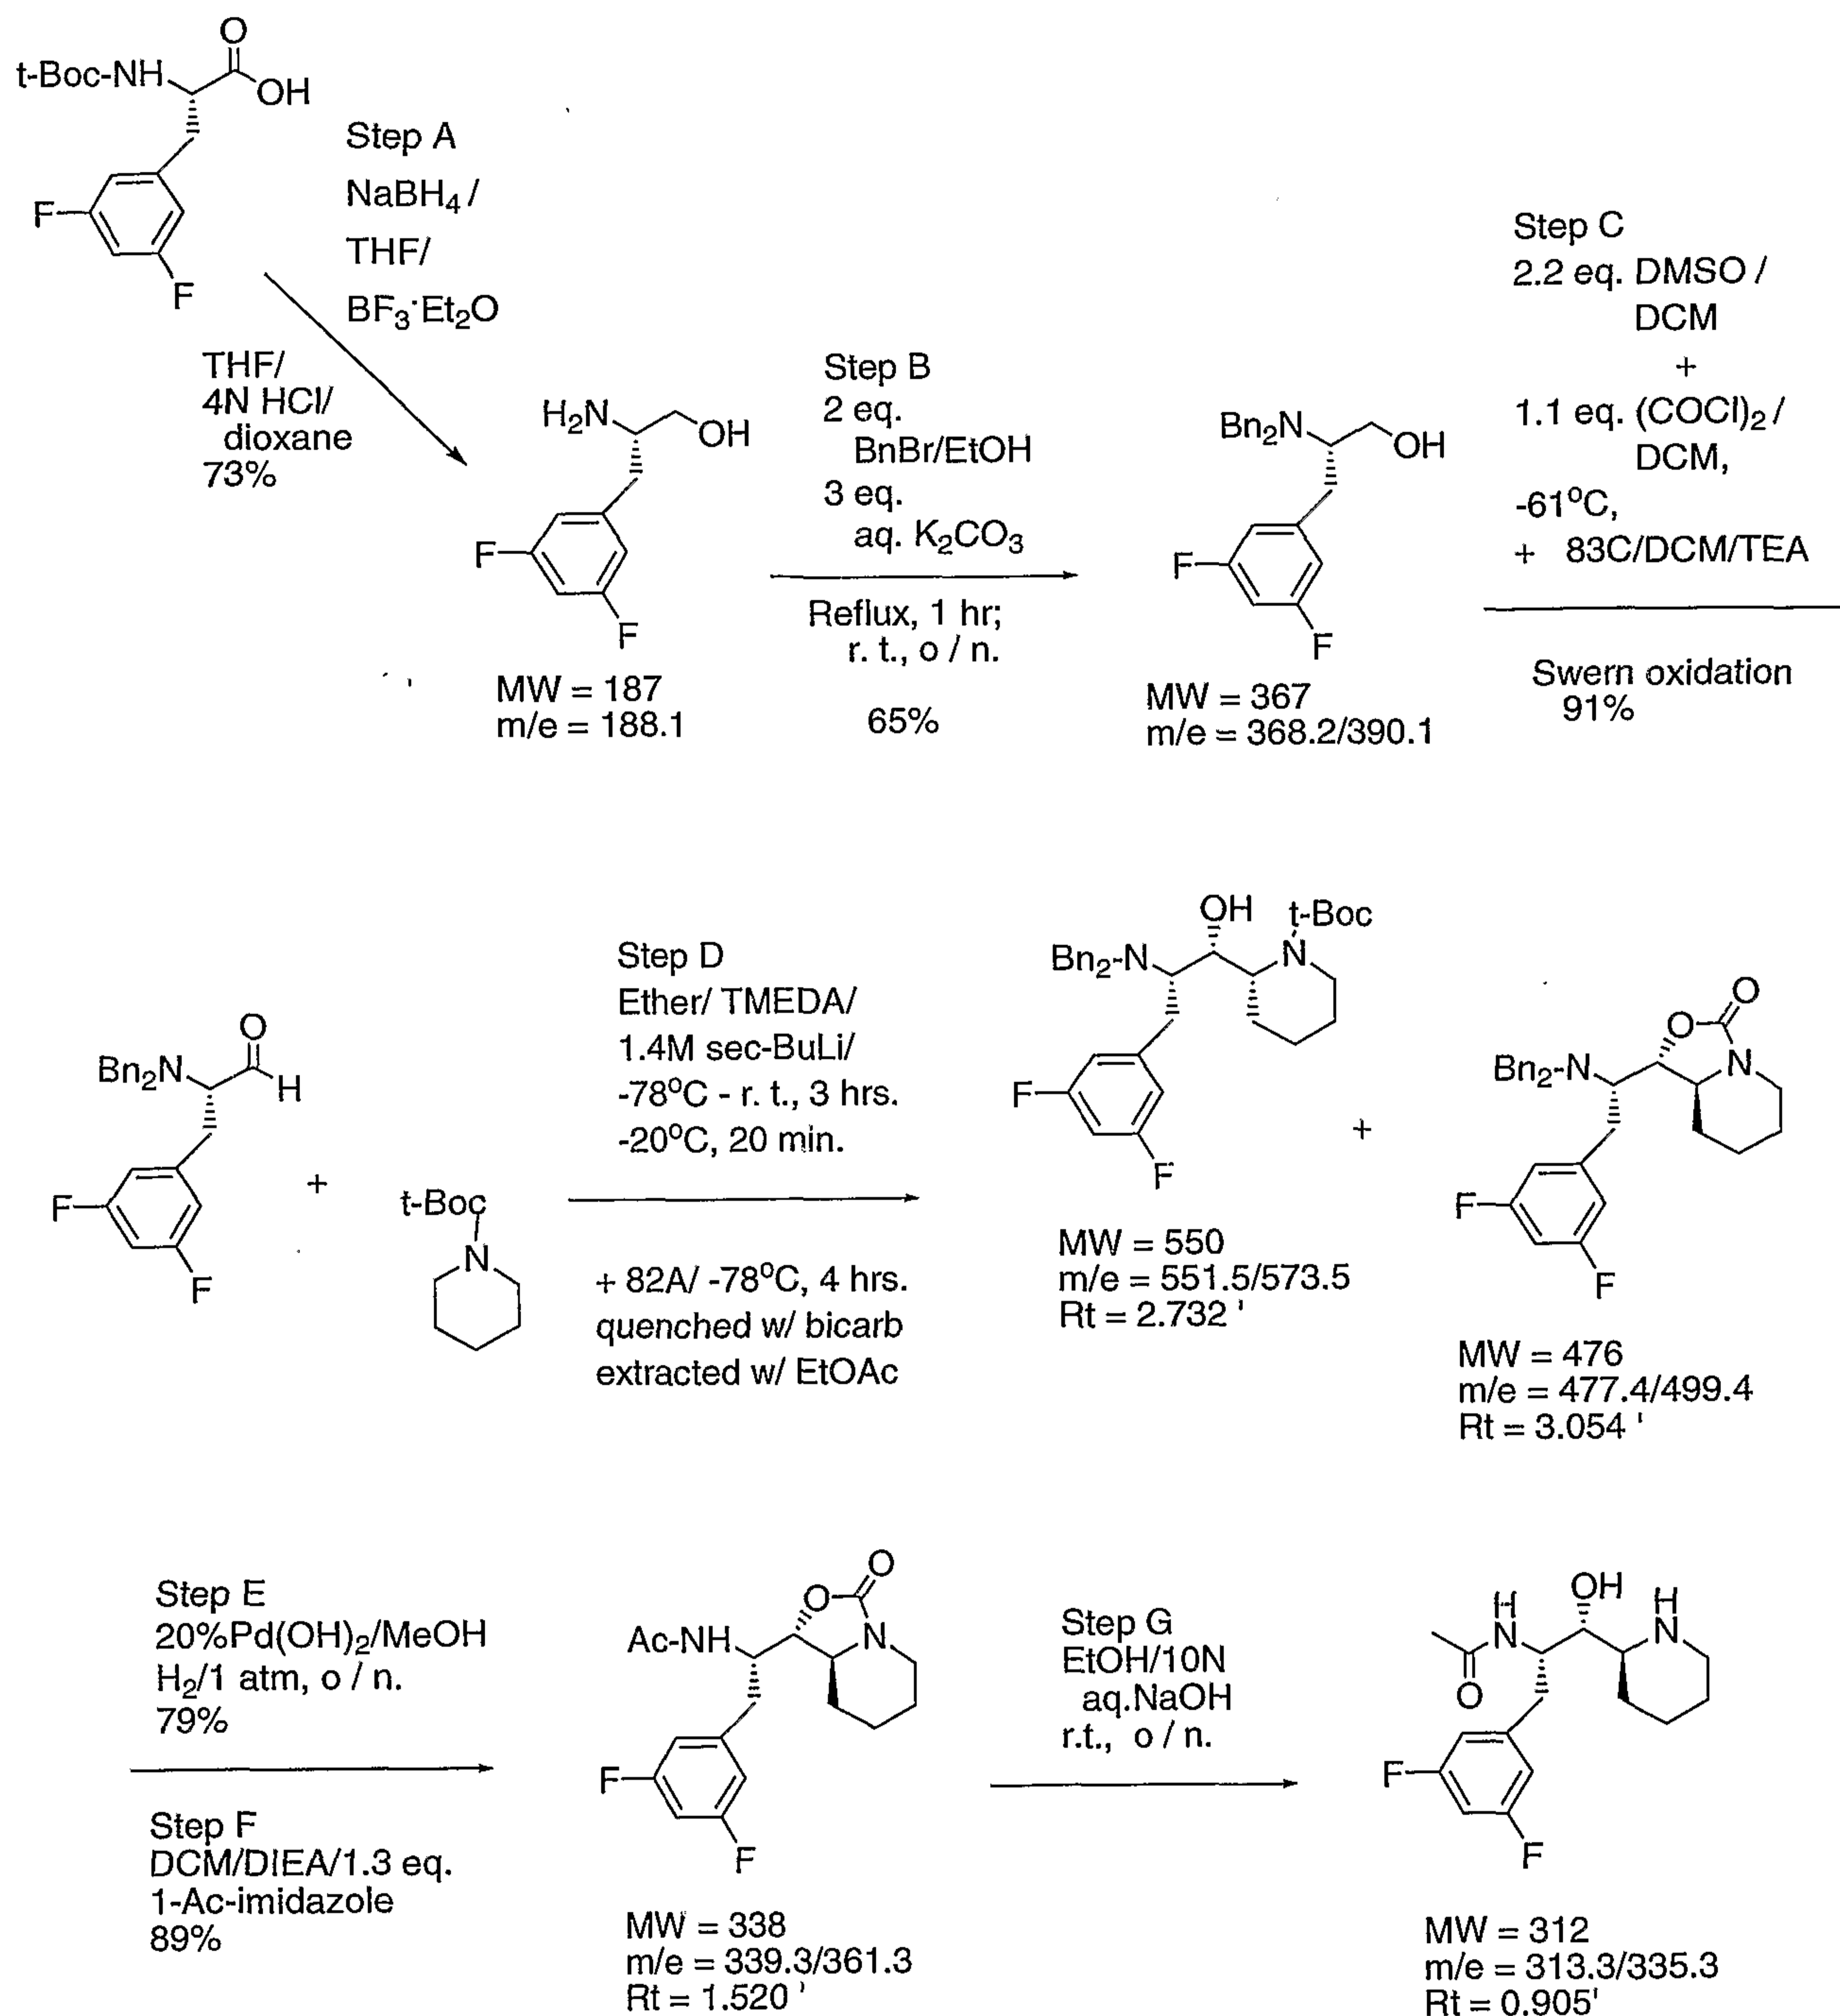 O
t-Boc-NH
OH
F
F
Step A
NaBH4 /
THF/
BF3·Et2O
THF/
4N HCl/
dioxane
73%
H2N
OH
F
F
MW = 187
m/e = 188.1
Step B
2 eq.
BnBr/EtOH
3 eq.
aq. K2CO3
Reflux, 1 hr;
r. t., o / n.
65%
Bn2N
OH
F
F
MW = 367
m/e = 368.2/390.1
Step C
2.2 eq. DMSO /
DCM
+
1.1 eq. (COCl)2 /
DCM,
-61°C,
+ 83C/DCM/TEA
Swern oxidation
91%
O
Bn2N
H
F
F
+
t-Boc
N
Step D
Ether/ TMEDA/
1.4M sec-BuLi/
-78°C - r. t., 3 hrs.
-20°C, 20 min.
+ 82A/ -78°C, 4 hrs.
quenched w/ bicarb
extracted w/ EtOAc
OH t-Boc
Bn2-N
N
F
F
MW = 550
m/e = 551.5/573.5
Rt = 2.732 '
+
O
O
Bn2-N
N
F
F
MW = 476
m/e = 477.4/499.4
Rt = 3.054 '
Step E
20%Pd(OH)2/MeOH
H2/1 atm, o / n.
79%
Step F
DCM/DIEA/1.3 eq.
1-Ac-imidazole
89%
O
O
Ac-NH
N
F
F
MW = 338
m/e = 339.3/361.3
Rt = 1.520 '
Step G
EtOH/10N
aq.NaOH
r.t., o / n.
OH
H
H
N
N
O
F
F
MW = 312
m/e = 313.3/335.3
Rt = 0.905'